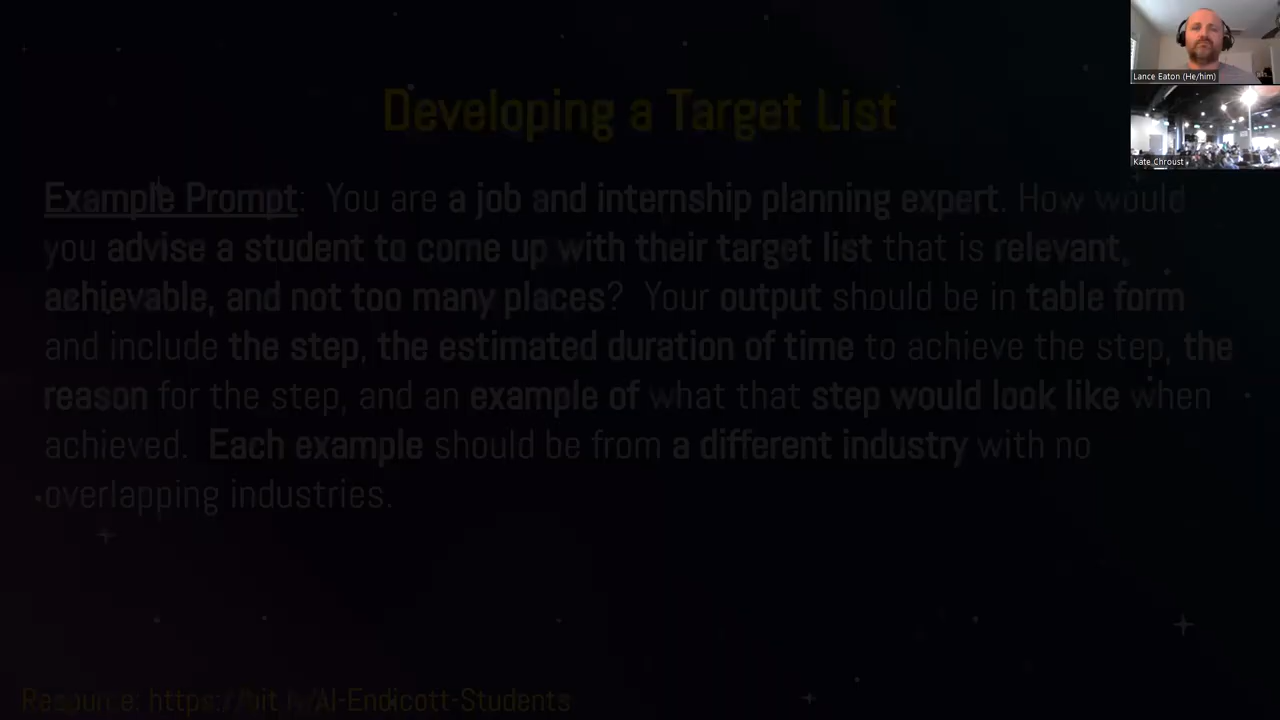 Developing a Target List
Lance Eaton (He/him)
Kate Chroust
Example Prompt: You are a job and internship planning expert. How would
you advise a student to come up with their target list that is relevant,
achievable, and not too many places? Your output should be in table form
and include the step, the estimated duration of time to achieve the step, the
reason for the step, and an example of what that step would look like when
achieved. Each example should be from a different industry with no
overlapping industries.
Resource: https://bit.ly/AI-Endicott-Students